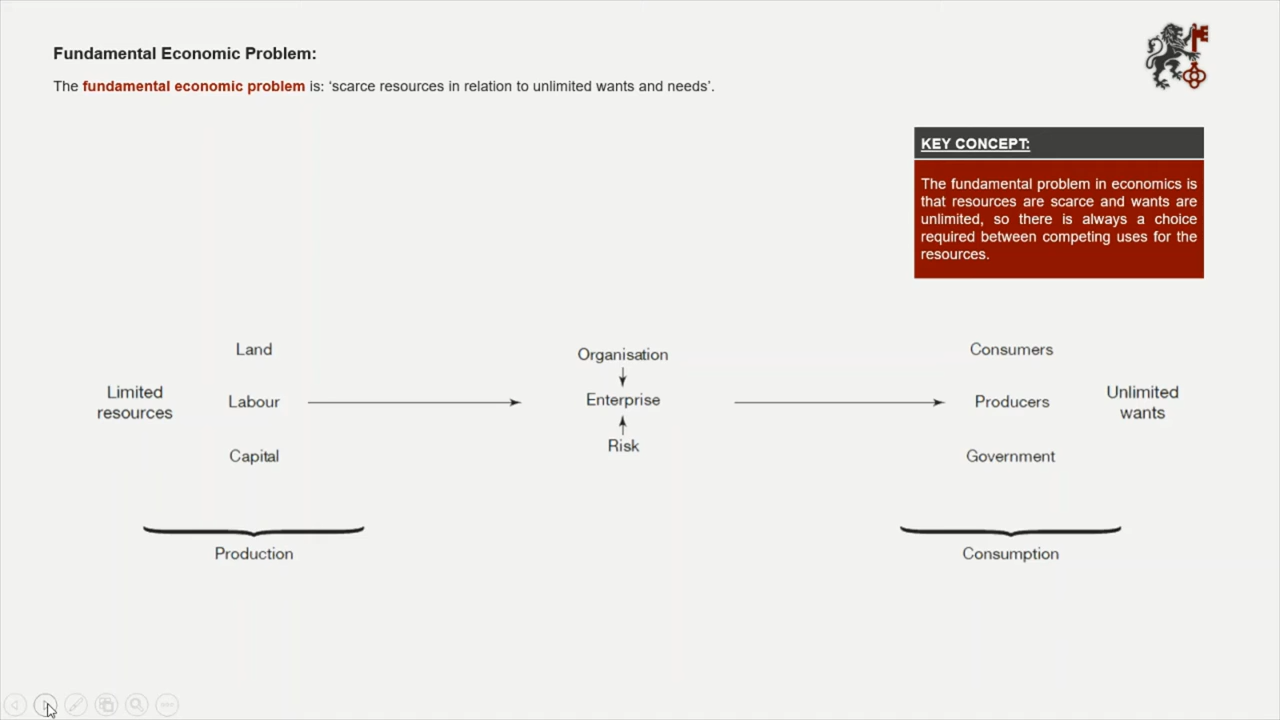 Fundamental Economic Problem:
The fundamental economic problem is: ‘scarce resources in relation to unlimited wants and needs’.
KEY CONCEPT:
The fundamental problem in economics is
that resources are scarce and wants are
unlimited, so there is always a choice
required between competing uses for the
resources.
Limited
resources
Land
Labour
Capital
Organisation
Enterprise
Risk
Consumers
Producers
Government
Unlimited
wants
Production
Consumption